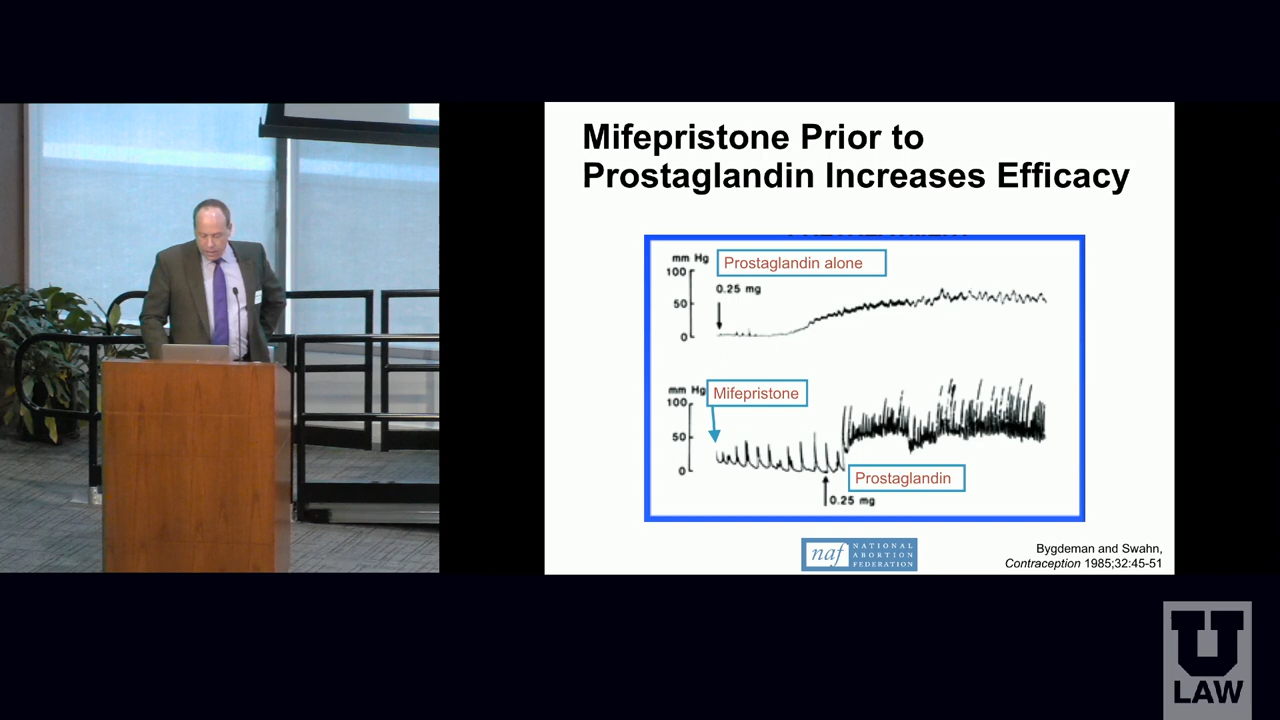 Mifepristone Prior to
Prostaglandin Increases Efficacy
mm Hg
Prostaglandin alone
100
0.25 mg
50
0
mm Hg
Mifepristone
100
50
0
Prostaglandin
0.25 mg
naf
NATIONAL
ABORTION
FEDERATION
Bygdeman and Swahn,
Contraception 1985;32:45-51
U
LAW